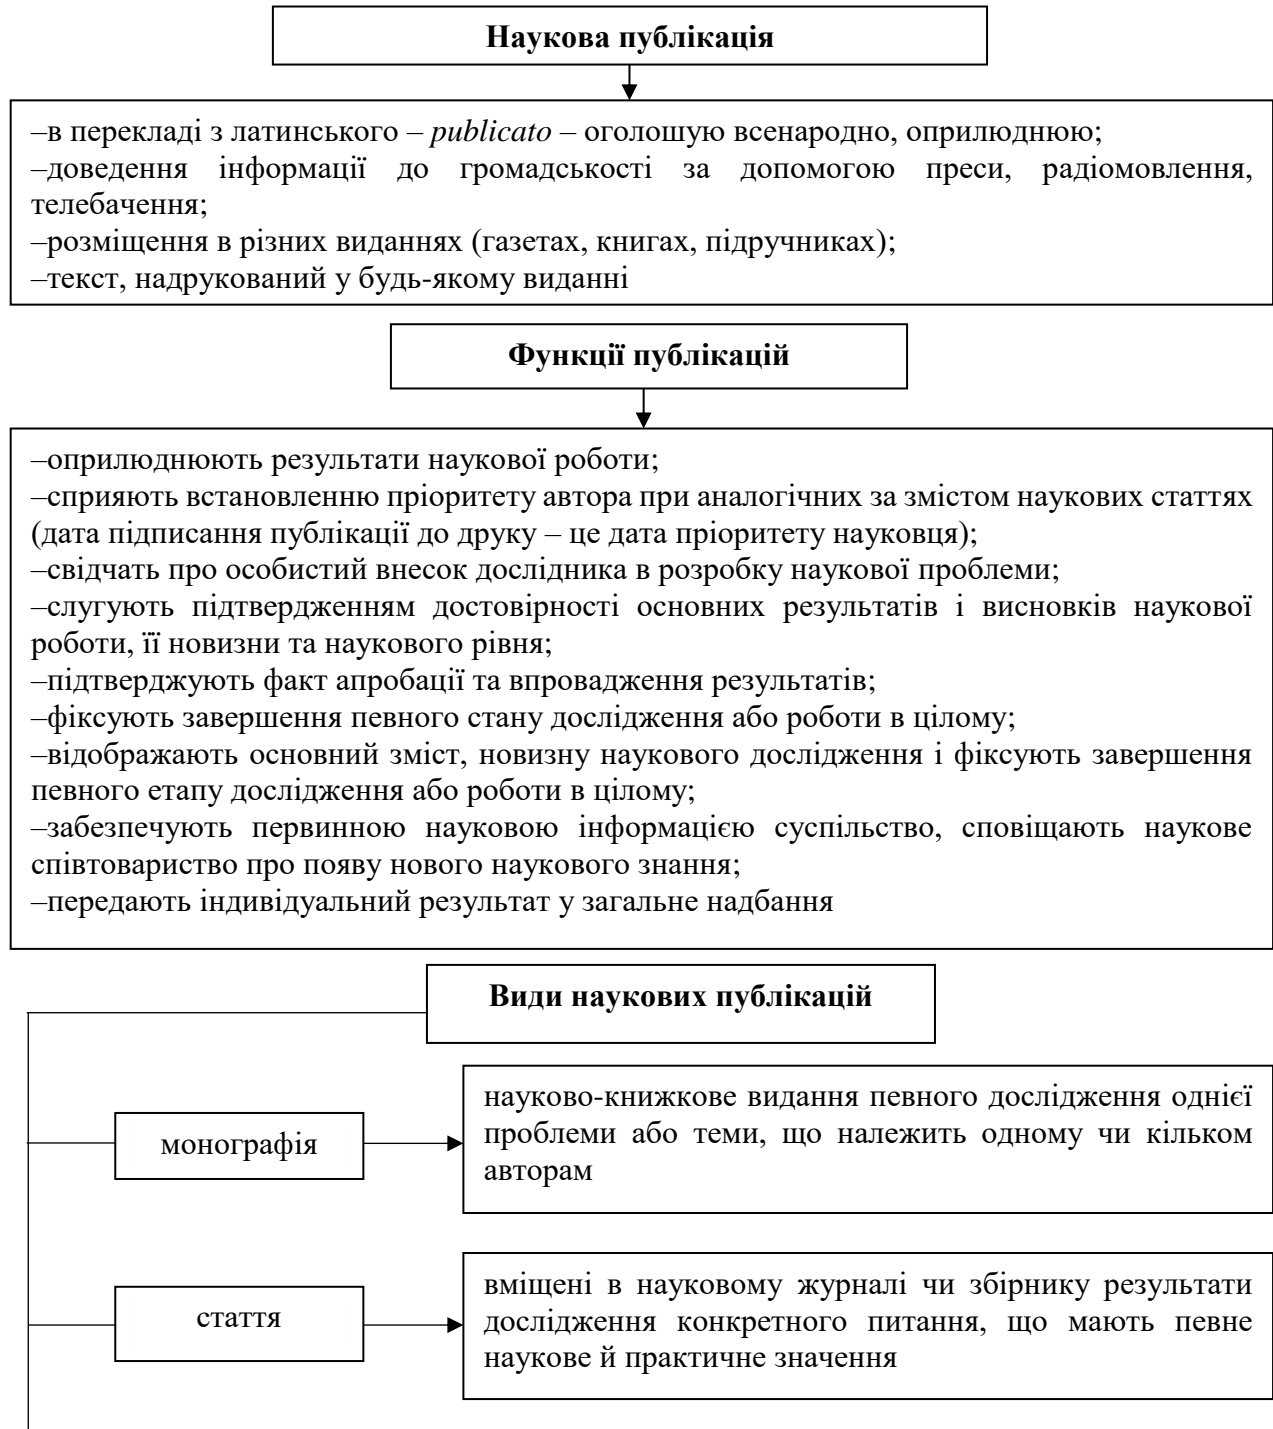 Наукова публікація
–в перекладі з латинського – publicato – оголошую всенародно, оприлюднюю;
–доведення інформації до громадськості за допомогою преси, радіомовлення,
телебачення;
–розміщення в різних виданнях (газетах, книгах, підручниках);
–текст, надрукований у будь-якому виданні
Функції публікацій
–оприлюднюють результати наукової роботи;
–сприяють встановленню пріоритету автора при аналогічних за змістом наукових статтях
(дата підписання публікації до друку – це дата пріоритету науковця);
–свідчать про особистий внесок дослідника в розробку наукової проблеми;
–слугують підтвердженням достовірності основних результатів і висновків наукової
роботи, її новизни та наукового рівня;
–підтверджують факт апробації та впровадження результатів;
–фіксують завершення певного стану дослідження або роботи в цілому;
–відображають основний зміст, новизну наукового дослідження і фіксують завершення
певного етапу дослідження або роботи в цілому;
–забезпечують первинною науковою інформацією суспільство, сповіщають наукове
співтовариство про появу нового наукового знання;
–передають індивідуальний результат у загальне надбання
Види наукових публікацій
монографія
науково-книжкове видання певного дослідження однієї
проблеми або теми, що належить одному чи кільком
авторам
стаття
вміщені в науковому журналі чи збірнику результати
дослідження конкретного питання, що мають певне
наукове й практичне значення